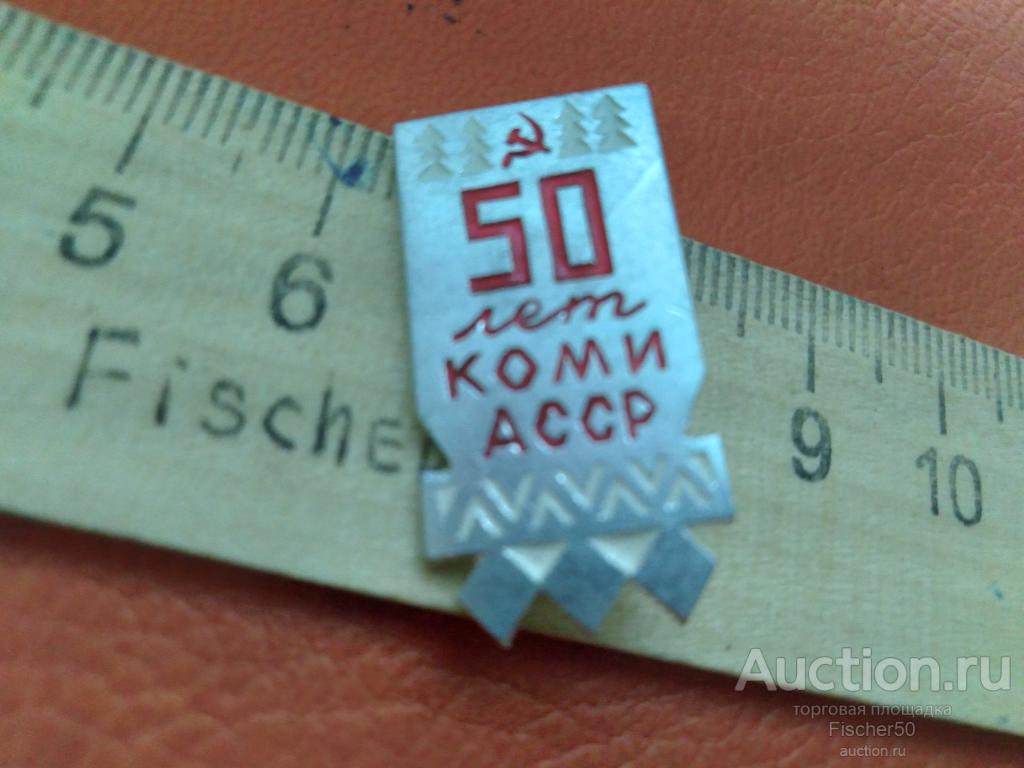 50
лет
КОМИ
АССР
5 6 9 10
Fische
Auction.ru
торговая площадка
Fischer50
auction.ru